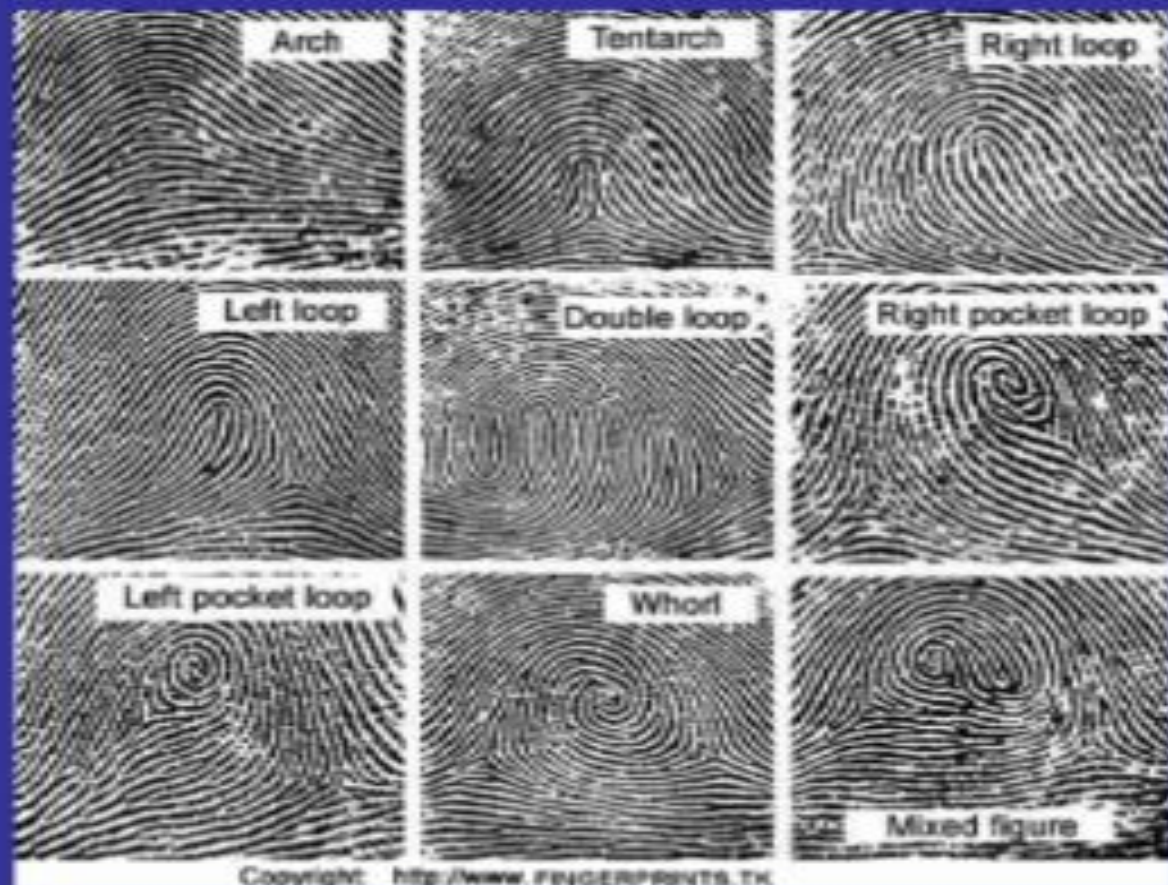 Arch
Tentarch
Right loop
Left loop
Double loop
Right pocket loop
Left pocket loop
Whorl
Mixed figure
Copyright: http://www.FINGERPRINTS.TK